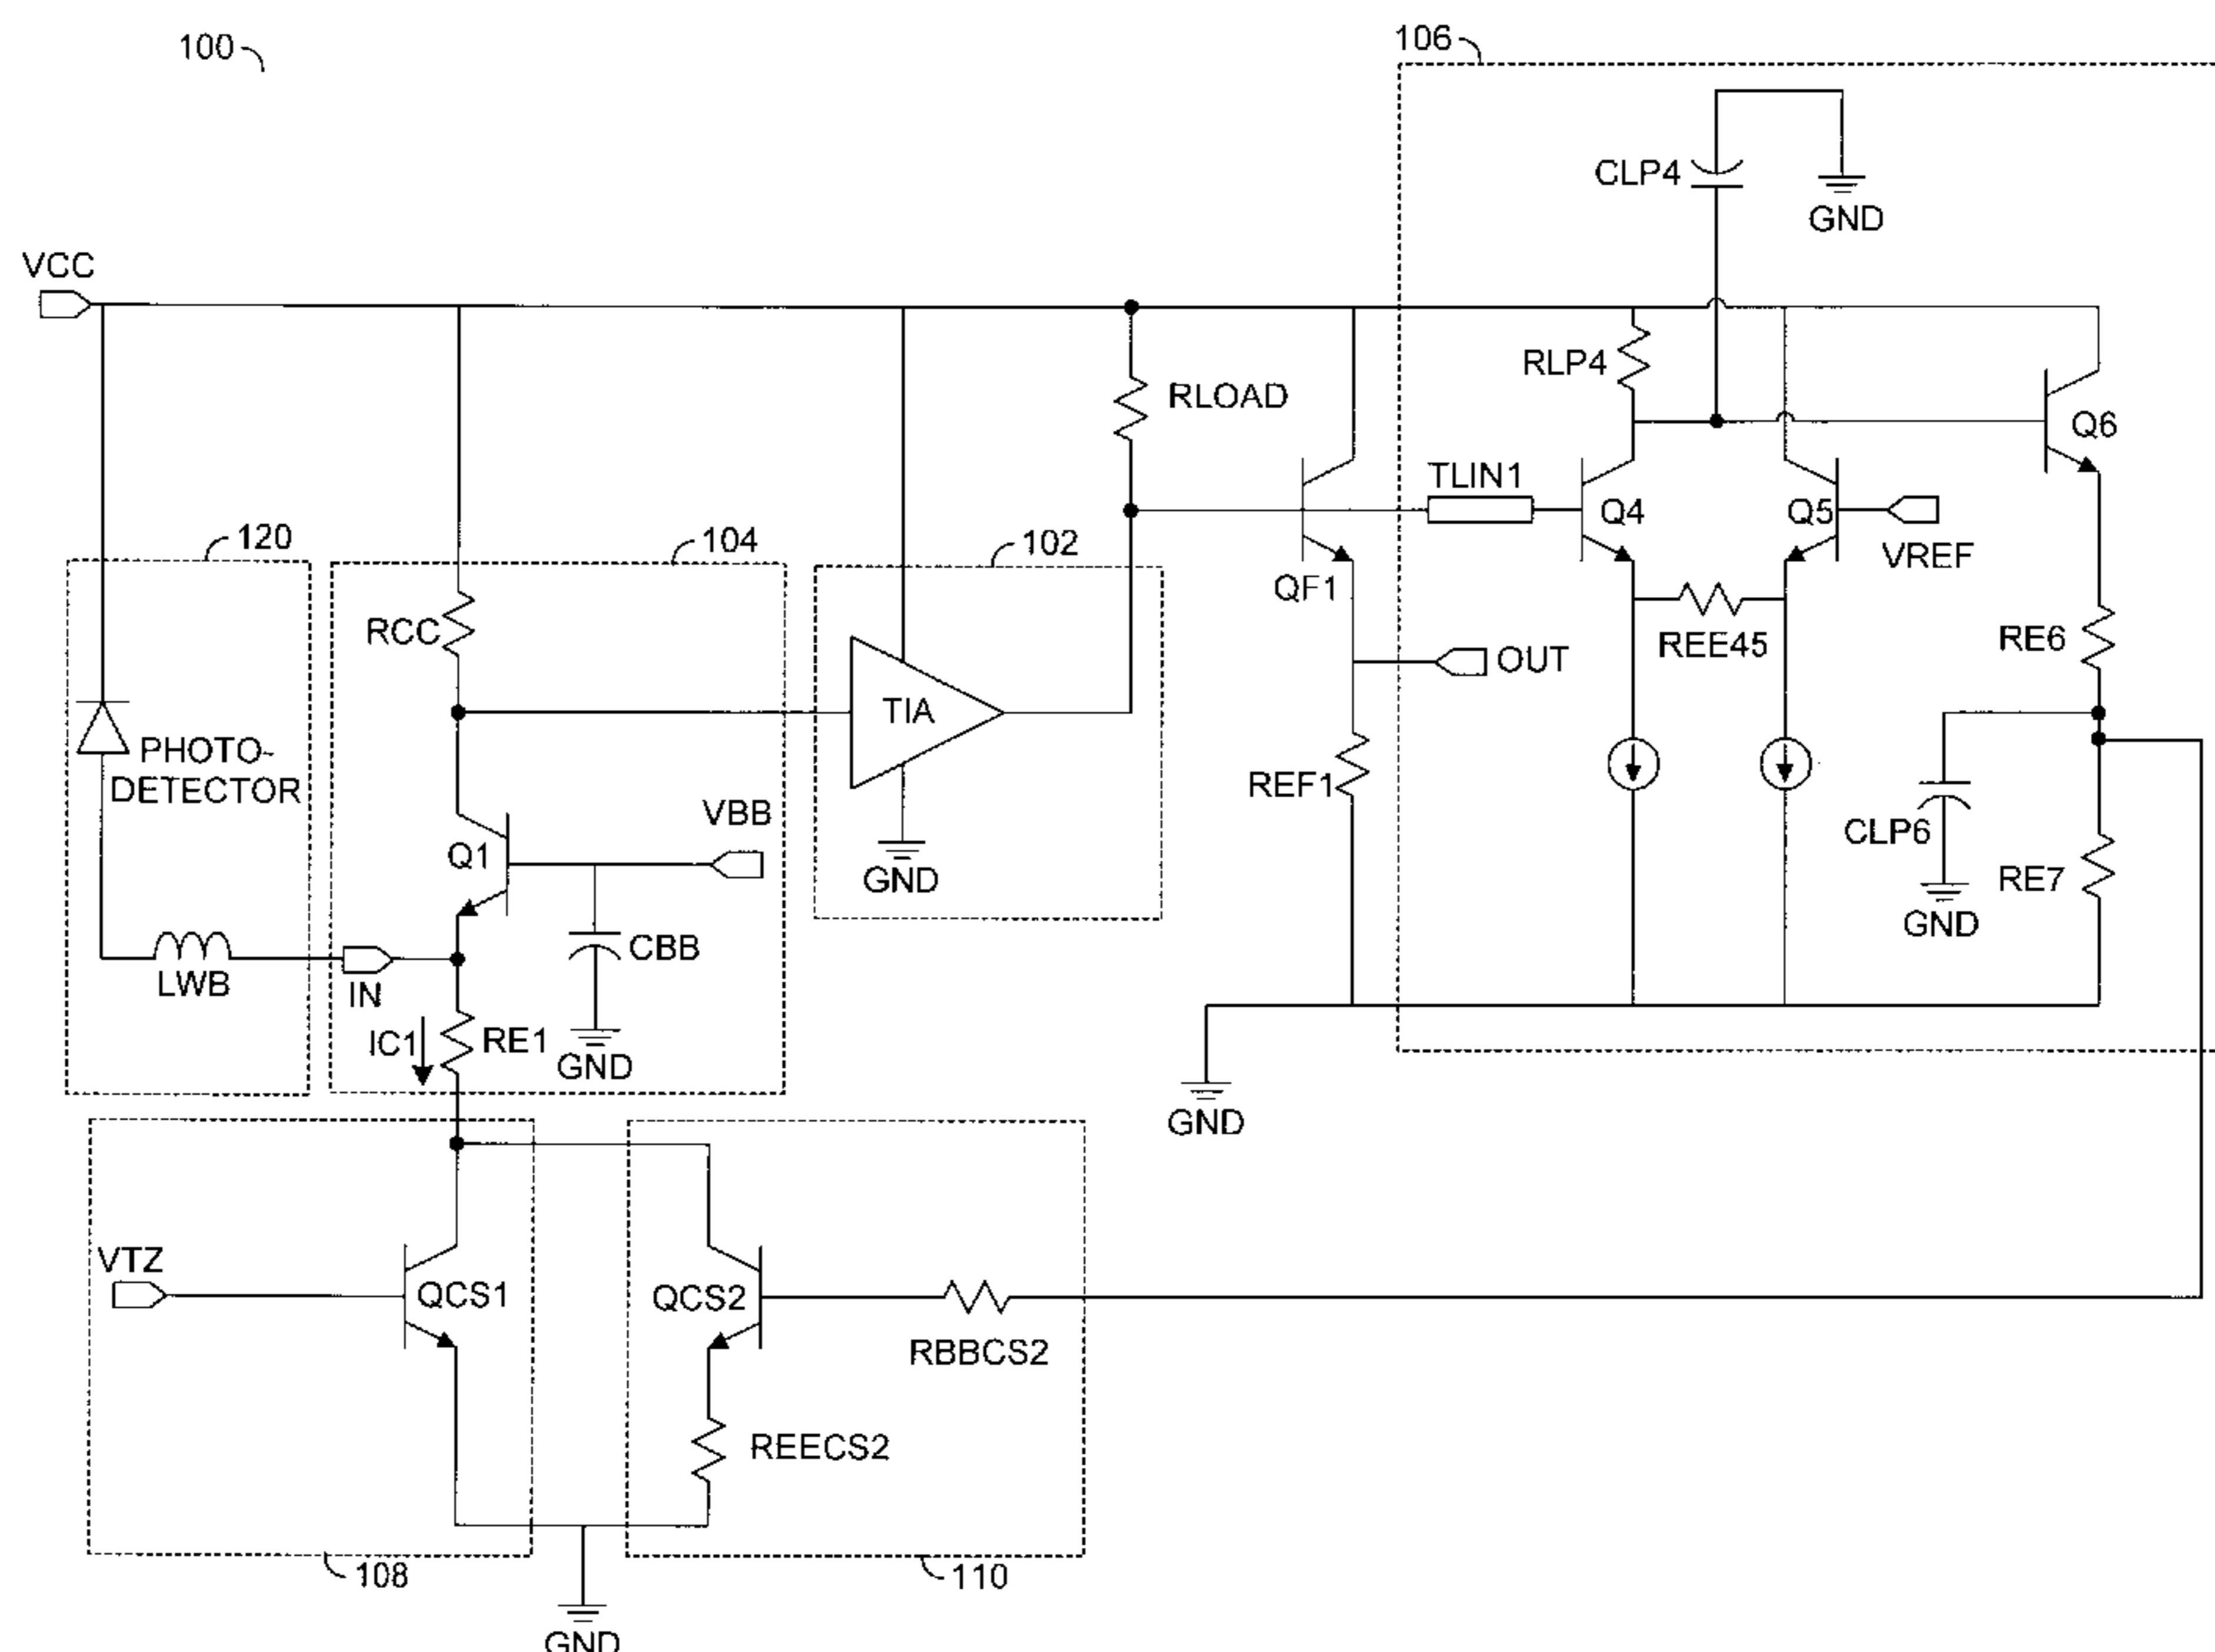 100
106
CLP4
GND
VCC
RLP4
RLOAD
Q6
TLIN1
Q4
Q5
VREF
120
104
102
QF1
RCC
REE45
RE6
OUT
TIA
PHOTO-
DETECTOR
REF1
VBB
CLP6
Q1
GND
RE7
GND
CBB
LWB
IN
IC1
RE1
GND
GND
VTZ
QCS1
QCS2
RBBCS2
REECS2
108
110
GND